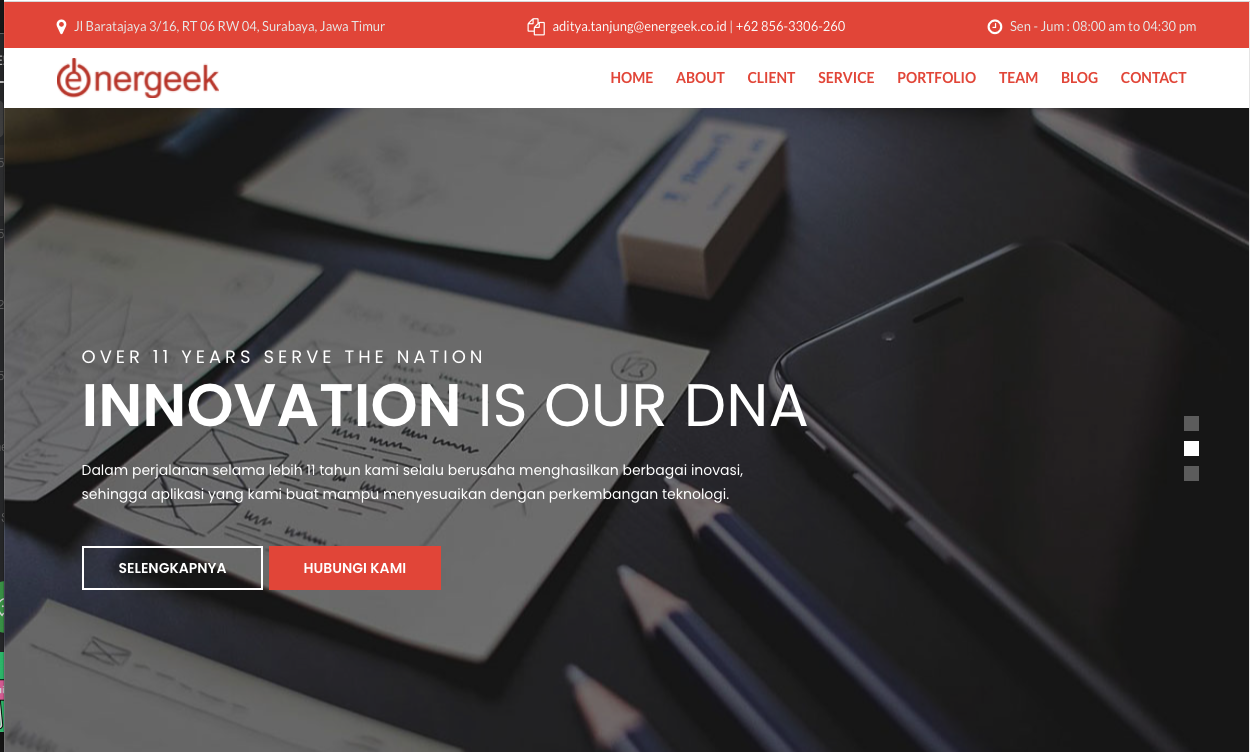 Jl Baratajaya 3/16, RT 06 RW 04, Surabaya, Jawa Timur
aditya.tanjung@energeek.co.id | +62 856-3306-260
Sen - Jum : 08:00 am to 04:30 pm
energeek
HOME ABOUT CLIENT SERVICE PORTFOLIO TEAM BLOG CONTACT
OVER 11 YEARS SERVE THE NATION
INNOVATION IS OUR DNA
Dalam perjalanan selama lebih 11 tahun kami selalu berusaha menghasilkan berbagai inovasi,
sehingga aplikasi yang kami buat mampu menyesuaikan dengan perkembangan teknologi.
SELENGKAPNYA HUBUNGI KAMI